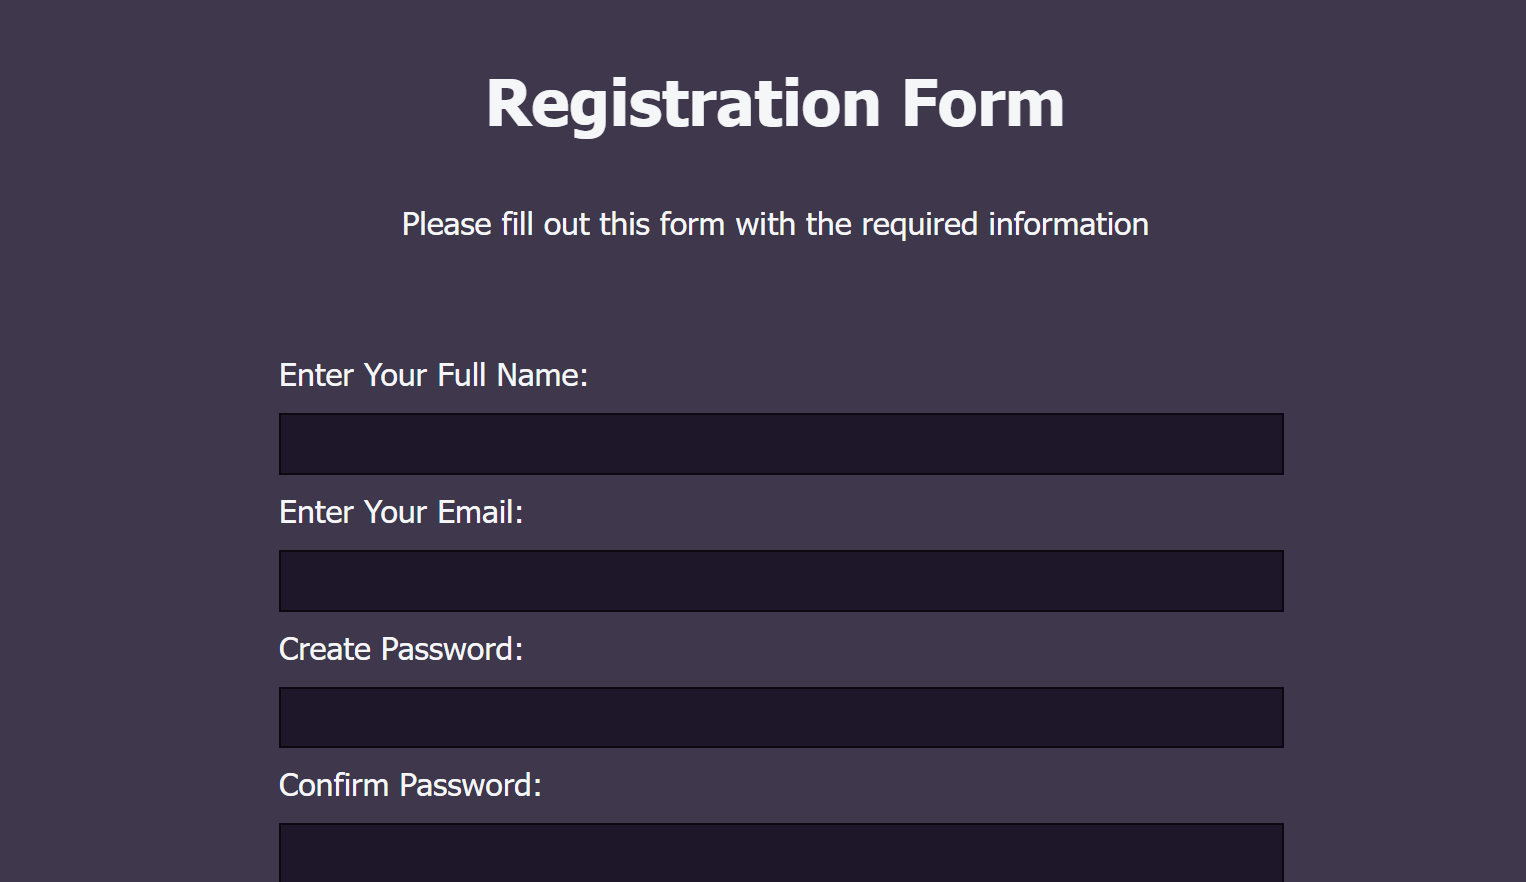 Registration Form
Please fill out this form with the required information
Enter Your Full Name:
Enter Your Email:
Create Password:
Confirm Password: